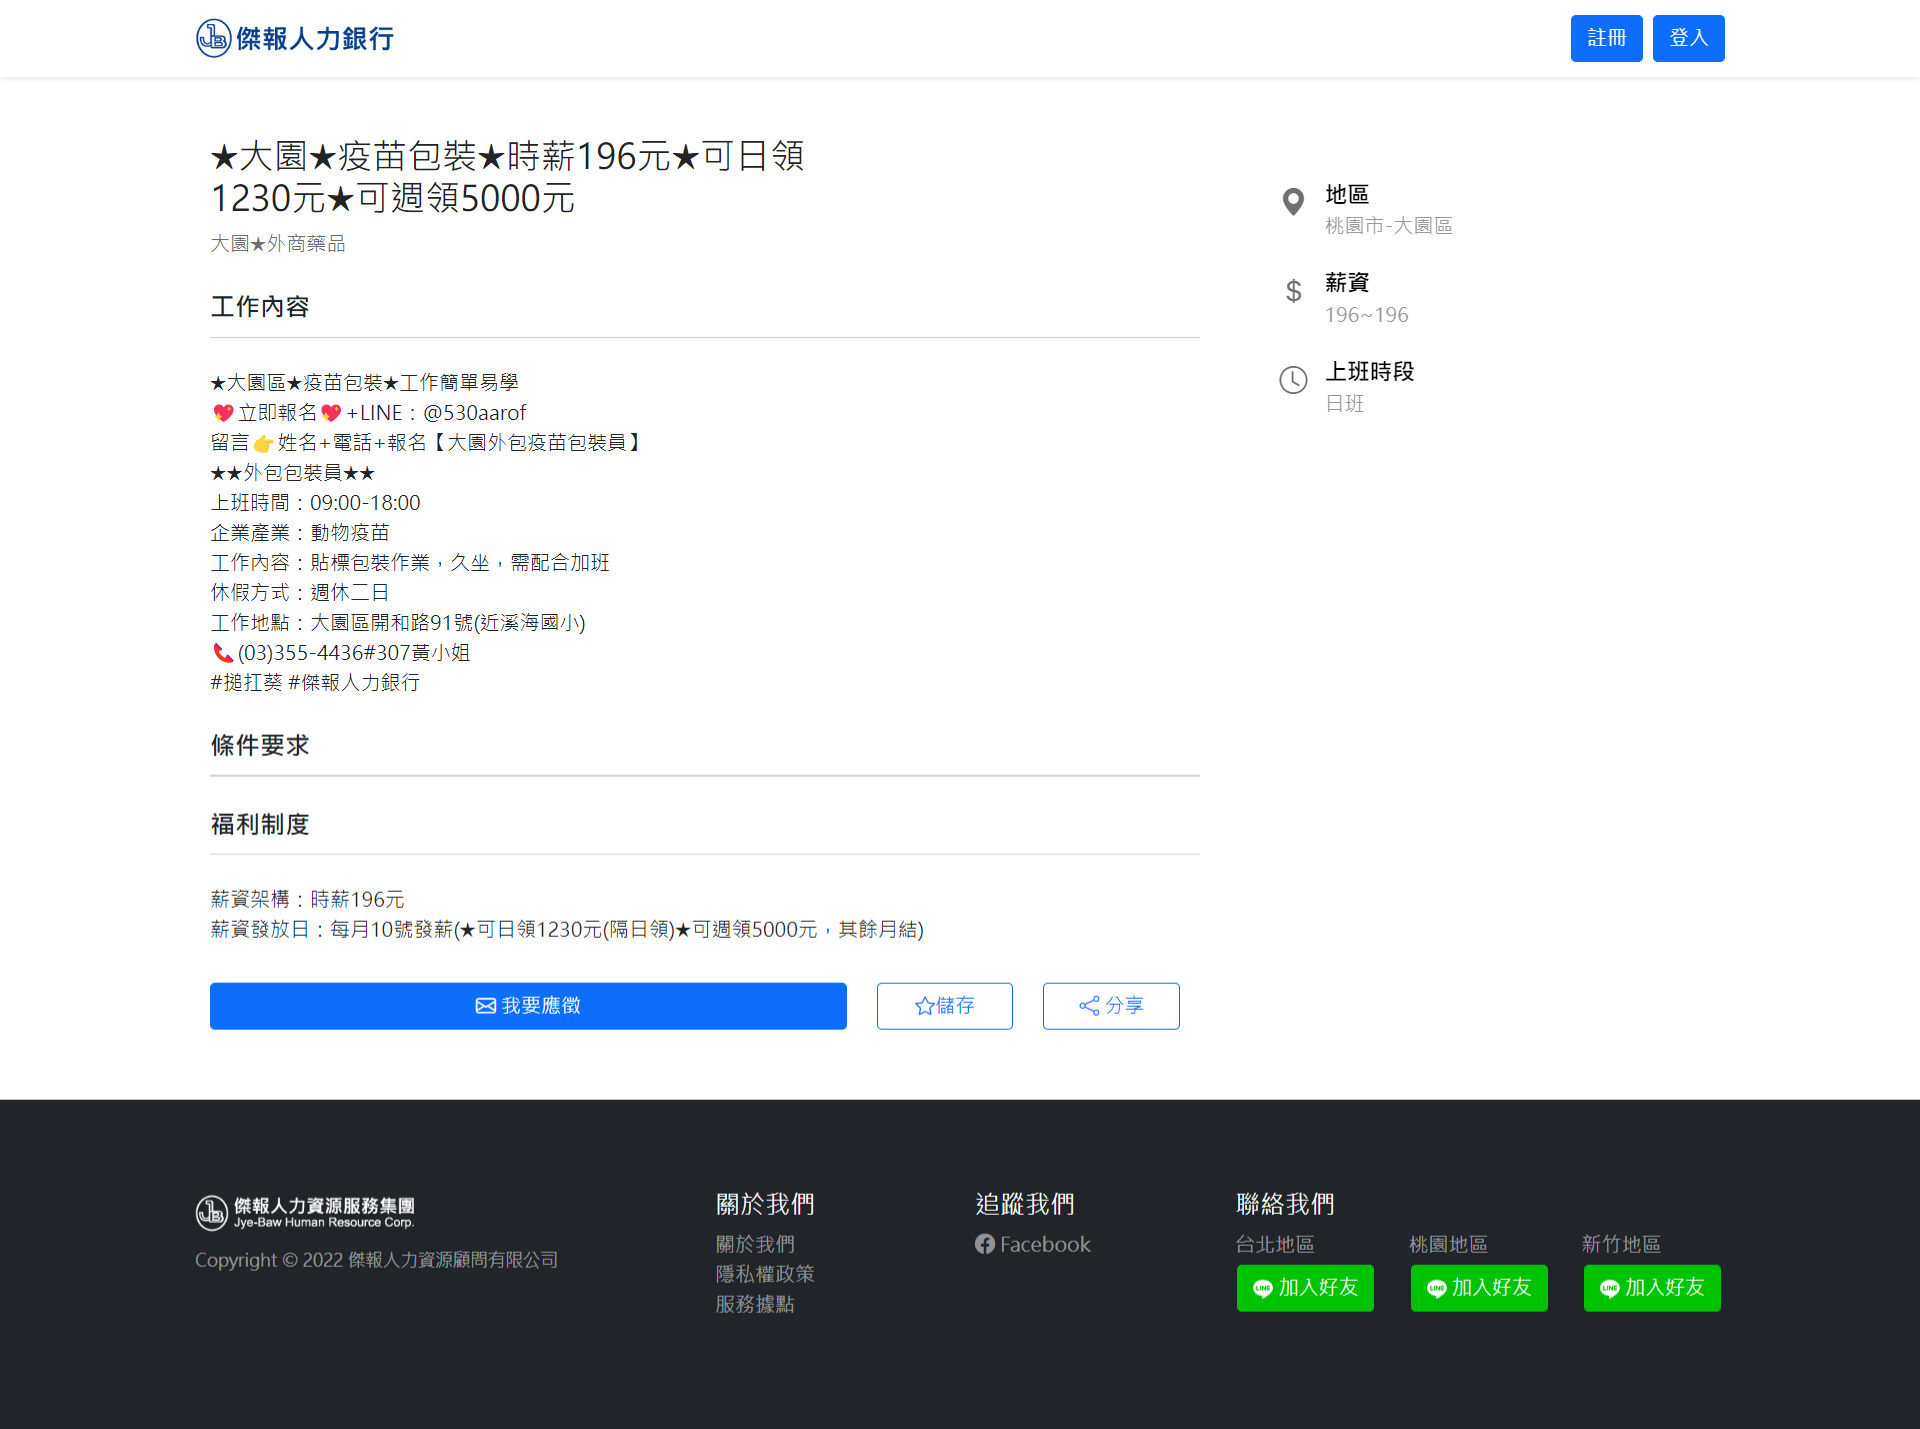 傑報人力銀行
註冊
登入
★大園★疫苗包裝★時薪196元★可日領
1230元★可週領5000元
大園★外商藥品
地區
桃園市-大園區
薪資
196~196
上班時段
日班
工作內容
★大園區★疫苗包裝★工作簡單易學
💖立即報名💖+LINE：@530aarof
留言👉姓名+電話+報名【大園外包疫苗包裝員】
★★外包包裝員★★
上班時間：09:00-18:00
企業產業：動物疫苗
工作內容：貼標包裝作業，久坐，需配合加班
休假方式：週休二日
工作地點：大園區開和路91號(近溪海國小)
📞(03)355-4436#307黃小姐
#搥扛葵 #傑報人力銀行
條件要求
福利制度
薪資架構：時薪196元
薪資發放日：每月10號發薪(★可日領1230元(隔日領)★可週領5000元，其餘月結)
我要應徵
儲存
分享
傑報人力資源服務集團
Jye-Baw Human Resource Corp.
Copyright © 2022 傑報人力資源顧問有限公司
關於我們
關於我們
隱私權政策
服務據點
追蹤我們
Facebook
聯絡我們
台北地區
桃園地區
新竹地區
LINE 加入好友
LINE 加入好友
LINE 加入好友